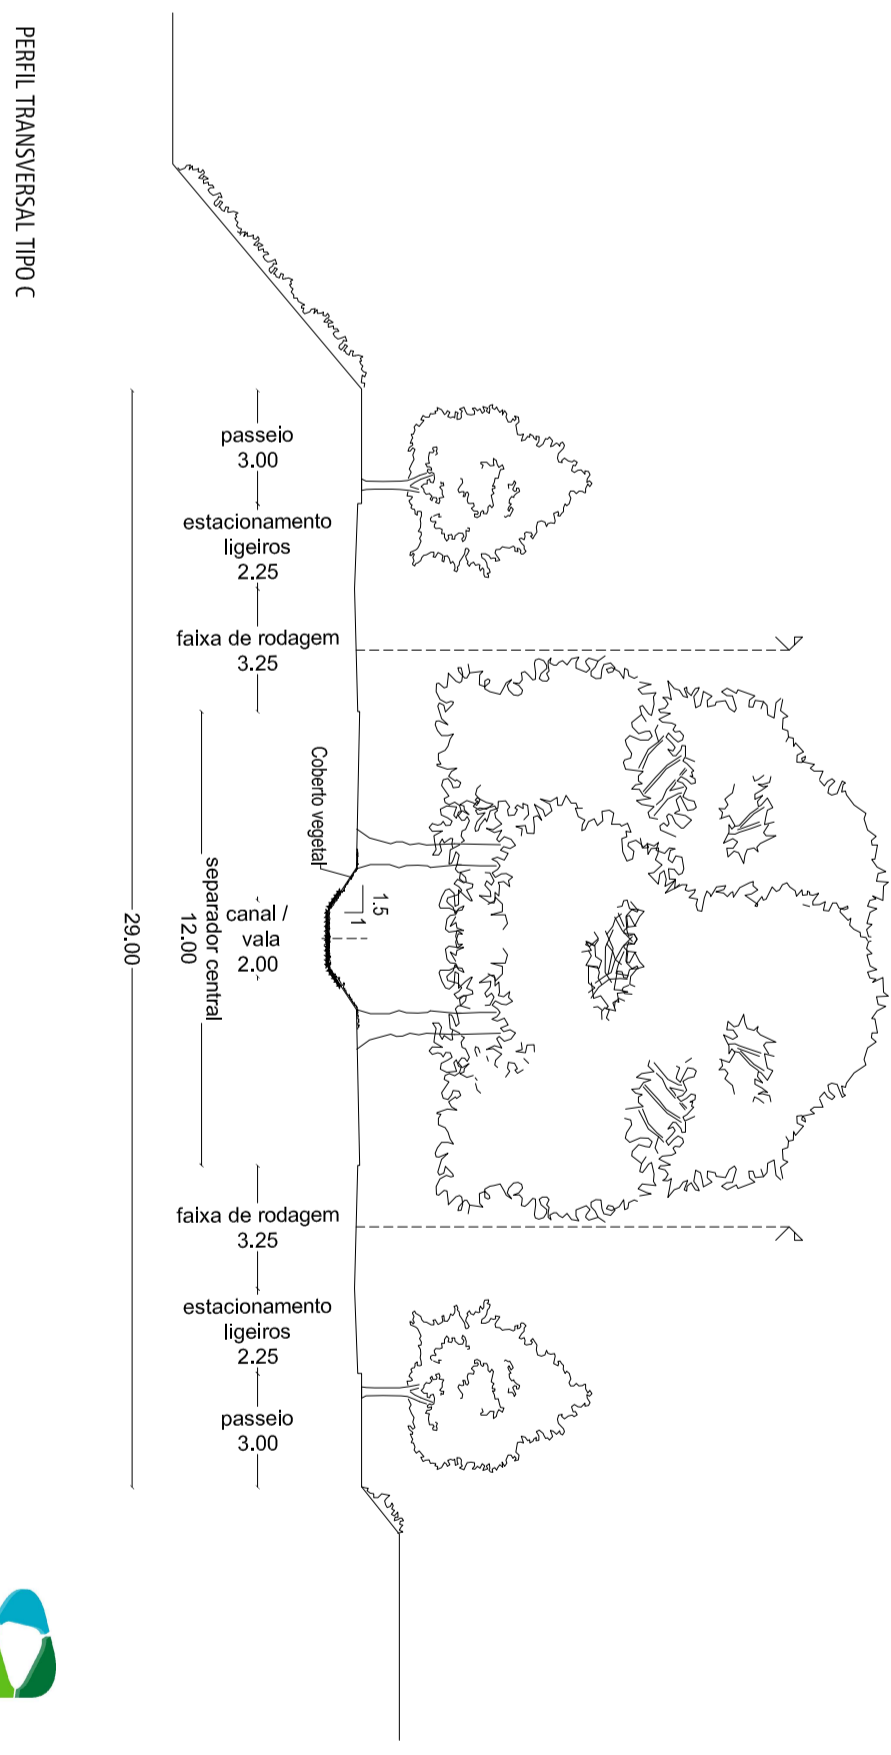 PERFIL TRANSVERSAL TIPO C
passeio
3.00
estacionamento
ligeiros
2.25
faixa de rodagem
3.25
Coberto vegetal
1.5
1
canal /
vala
2.00
separador central
12.00
29.00
faixa de rodagem
3.25
estacionamento
ligeiros
2.25
passeio
3.00